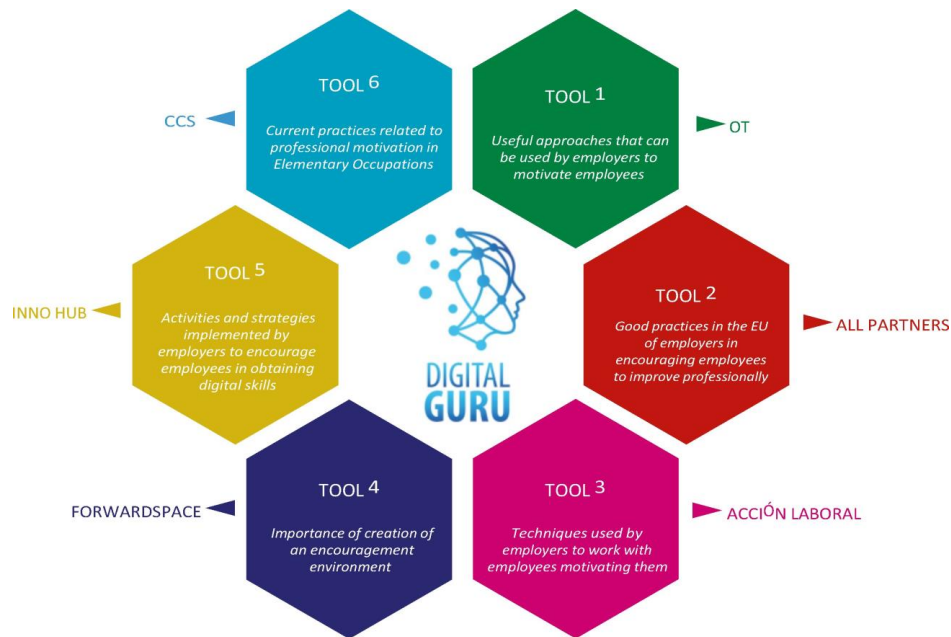 TOOL 6
Current practices related to
professional motivation in
Elementary Occupations
CCS
TOOL 1
Useful approaches that can
be used by employers to
motivate employees
OT
TOOL 5
Activities and strategies
implemented by
employers to encourage
employees in obtaining
digital skills
INNO HUB
DIGITAL
GURU
TOOL 2
Good practices in the EU
of employers in
encouraging employees
to improve professionally
ALL PARTNERS
TOOL 4
Importance of creation of
an encouragement
environment
FORWARDSPACE
TOOL 3
Techniques used by
employers to work with
employees motivating them
ACCIÓN LABORAL